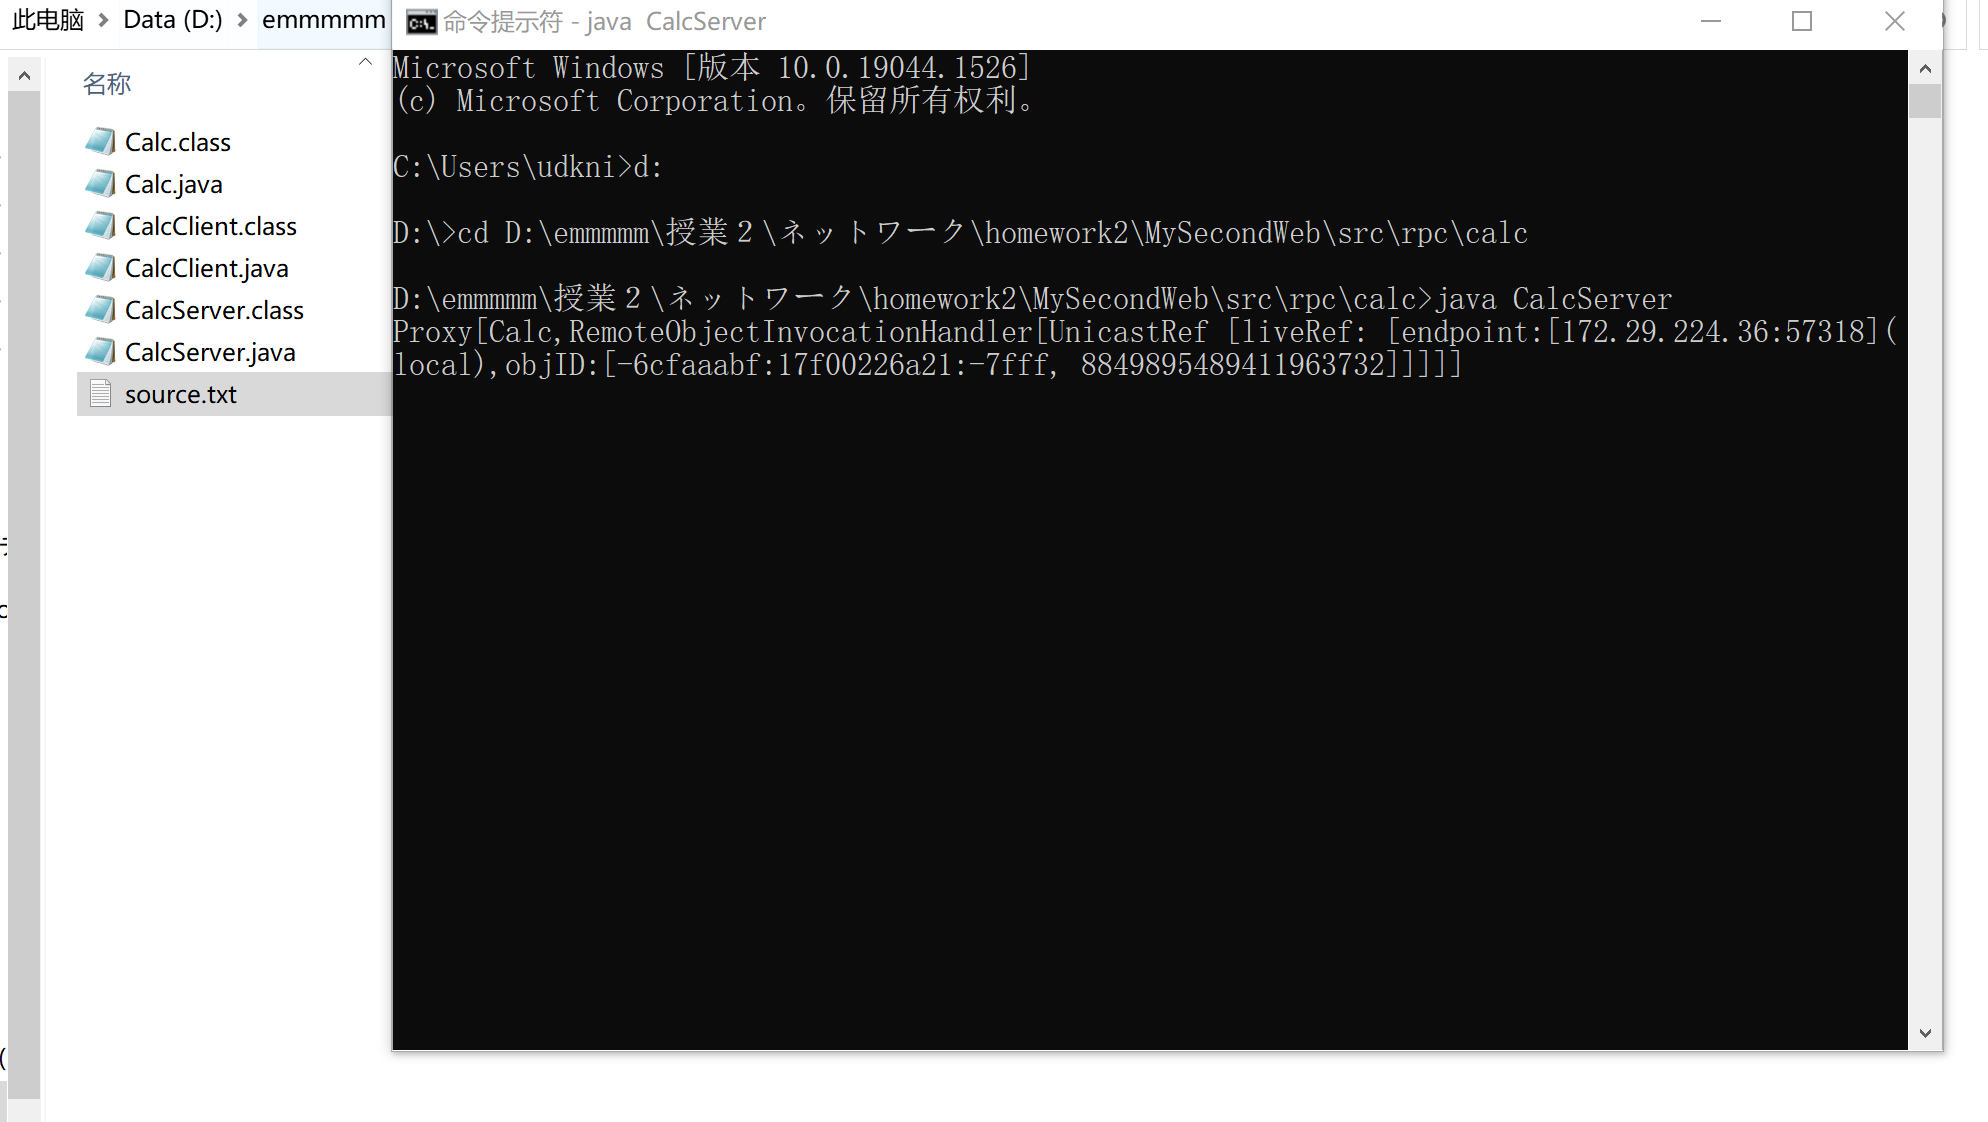 此电脑 > Data (D:) > emmmmm
名称
Calc.class
Calc.java
CalcClient.class
CalcClient.java
CalcServer.class
CalcServer.java
source.txt
命令提示符 - java  CalcServer
Microsoft Windows [版本 10.0.19044.1526]
(c) Microsoft Corporation。保留所有权利。
C:\Users\udkni>d:
D:\>cd D:\emmmmm\授業２\ネットワーク\homework2\MySecondWeb\src\rpc\calc
D:\emmmmm\授業２\ネットワーク\homework2\MySecondWeb\src\rpc\calc>java CalcServer
Proxy[Calc,RemoteObjectInvocationHandler[UnicastRef [liveRef: [endpoint:[172.29.224.36:57318](
local),objID:[-6cfaaabf:17f00226a21:-7fff, 8849895489411963732]]]]]